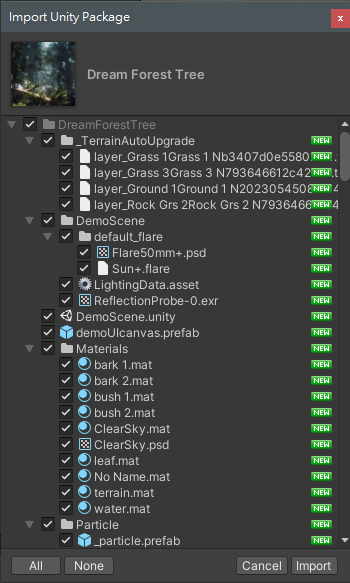 Import Unity Package
x
Dream Forest Tree
DreamForestTree
_TerrainAutoUpgrade NEW
layer_Grass 1Grass 1 Nb3407d0e5580 NEW
layer_Grass 3Grass 3 N793646612c42 NEW
layer_Ground 1Ground 1 N2023054508 4 NEW
layer_Rock Grs 2Rock Grs 2 N7936466 4 NEW
DemoScene NEW
default_flare NEW
Flare50mm+.psd NEW
Sun+.flare NEW
LightingData.asset NEW
ReflectionProbe-0.exr NEW
DemoScene.unity NEW
demoUIcanvas.prefab NEW
Materials NEW
bark 1.mat NEW
bark 2.mat NEW
bush 1.mat NEW
bush 2.mat NEW
ClearSky.mat NEW
ClearSky.psd NEW
leaf.mat NEW
No Name.mat NEW
terrain.mat NEW
water.mat NEW
Particle NEW
_particle.prefab NEW
All None Cancel Import